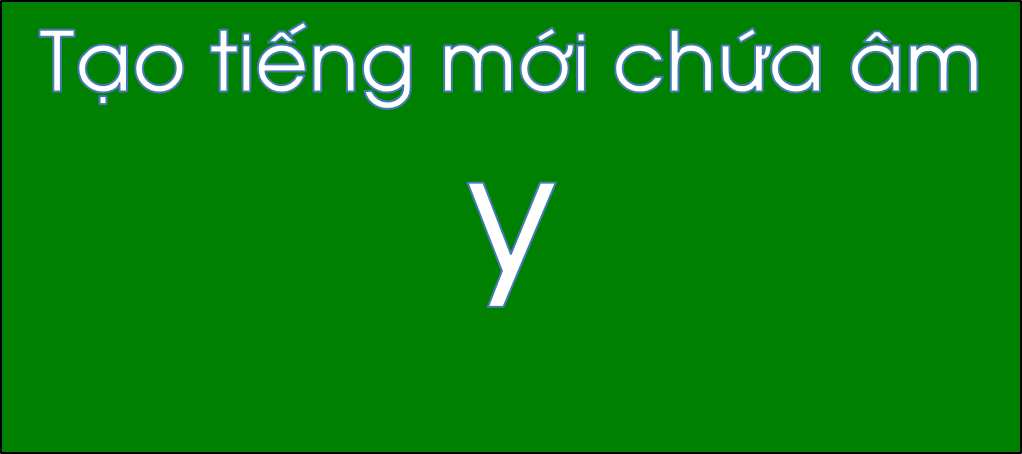 Tạo tiếng mới chứa âm
y